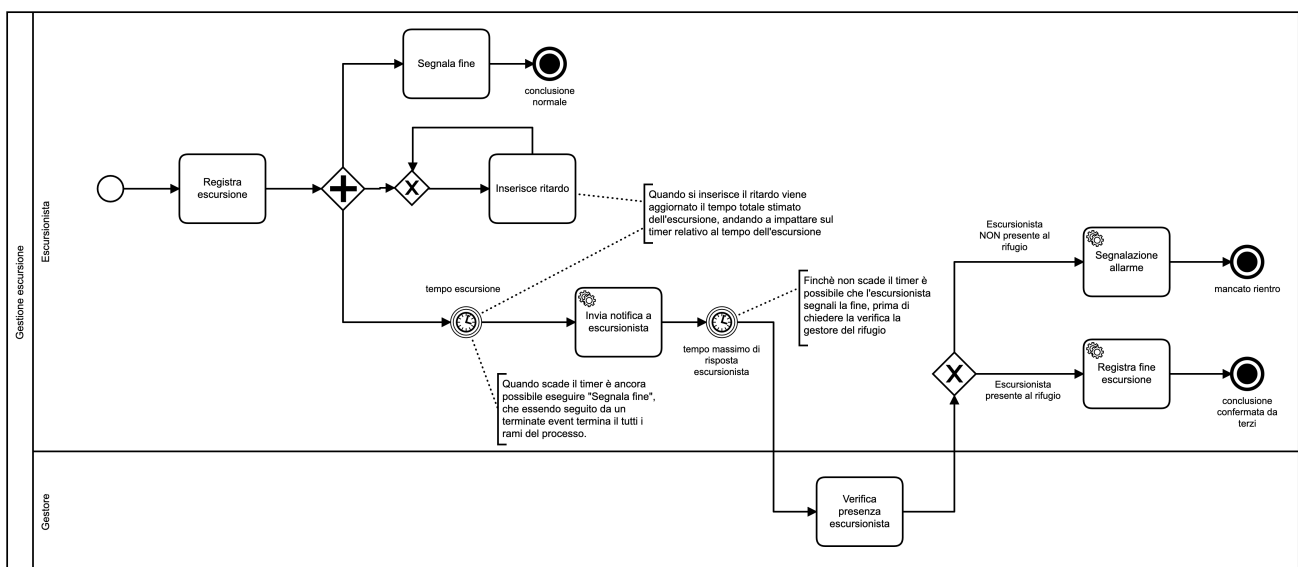 Gestione escursione
Escursionista
Gestore
Registra
escursione
Segnala fine
conclusione
normale
Inserisce ritardo
Quando si inserisce il ritardo viene
aggiornato il tempo totale stimato
dell'escursione, andando a impattare sul
timer relativo al tempo dell'escursione
tempo escursione
Quando scade il timer è ancora
possibile eseguire "Segnala fine",
che essendo seguito da un
terminate event termina il tutti i
rami del processo.
Invia notifica a
escursionista
tempo massimo di
risposta
escursionista
Finchè non scade il timer è
possibile che l'escursionista
segnali la fine, prima di
chiedere la verifica la
gestore del rifugio
Verifica
presenza
escursionista
Escursionista
NON presente al
rifugio
Segnalazione
allarme
mancato rientro
Escursionista
presente al rifugio
Registra fine
escursione
conclusione
confermata da
terzi